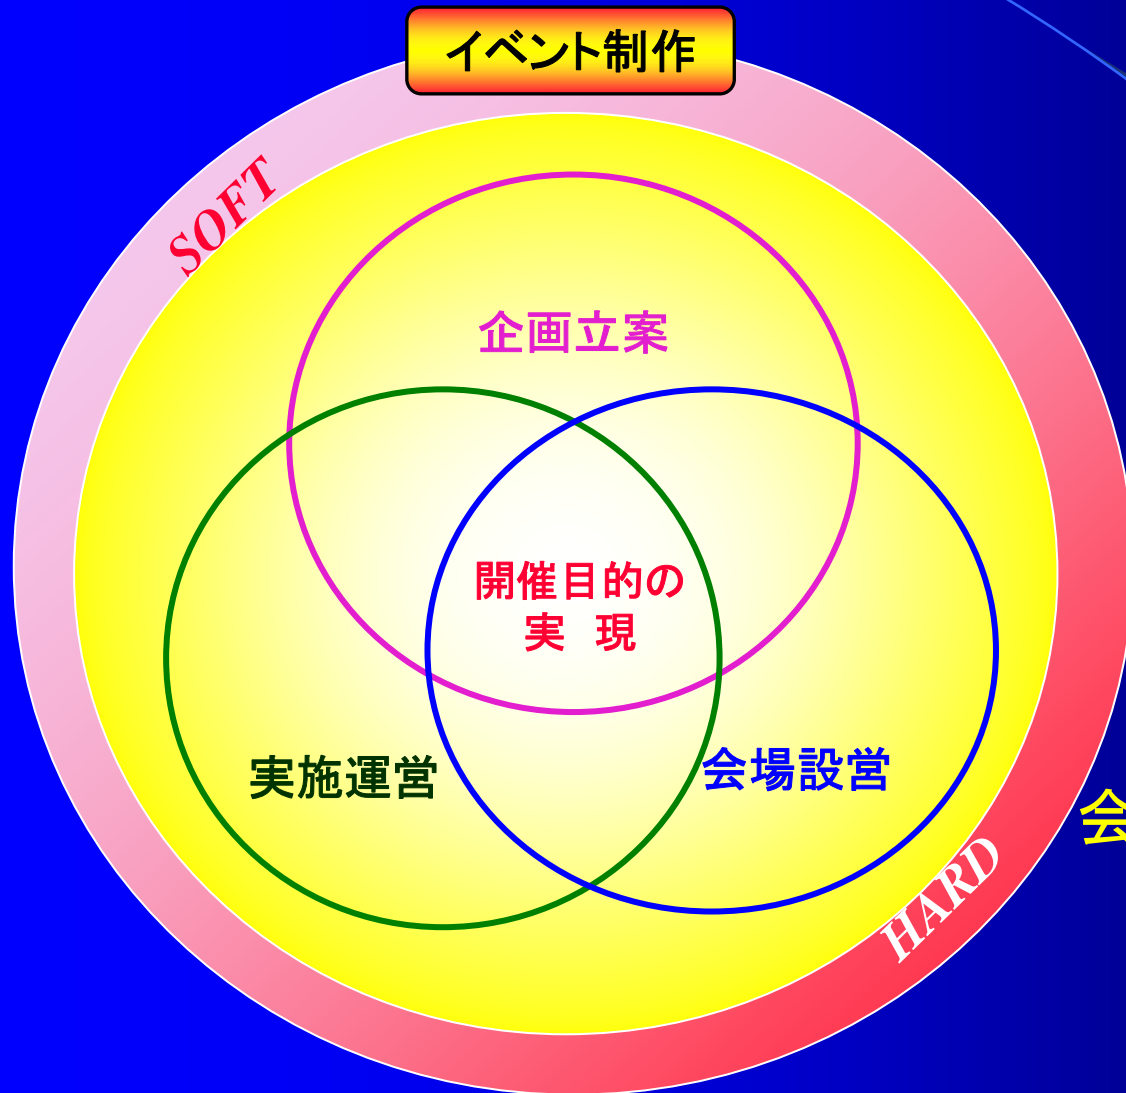 イベント制作
SOFT
企画立案
開催目的の
実　現
実施運営
会場設営
会
HARD